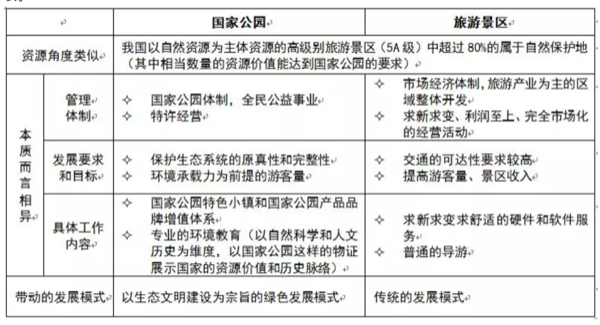 国家公园 旅游景区
资源角度类似 我国以自然资源为主体资源的高级别旅游景区（5A级）中超过80%的属于自然保护地
（其中相当数量的资源价值能达到国家公园的要求）
本质而言相异
管理
体制
国家公园体制，全民公益事业
特许经营
市场经济体制，旅游产业为主的区
域整体开发
求新求变、利润至上、完全市场化
的经营活动
发展要求
和目标
保护生态系统的原真性和完整性
环境承载力为前提的游客量
交通的可达性要求较高
提高游客量、景区收入
具体工作
内容
国家公园特色小镇和国家公园产品品
牌增值体系
专业的环境教育（以自然科学和人文
历史为维度，以国家公园这样的物证
展示国家的资源价值和历史脉络）
求新求变求舒适的硬件和软件服
务
普通的导游
带动的发展模式 以生态文明建设为宗旨的绿色发展模式 传统的发展模式